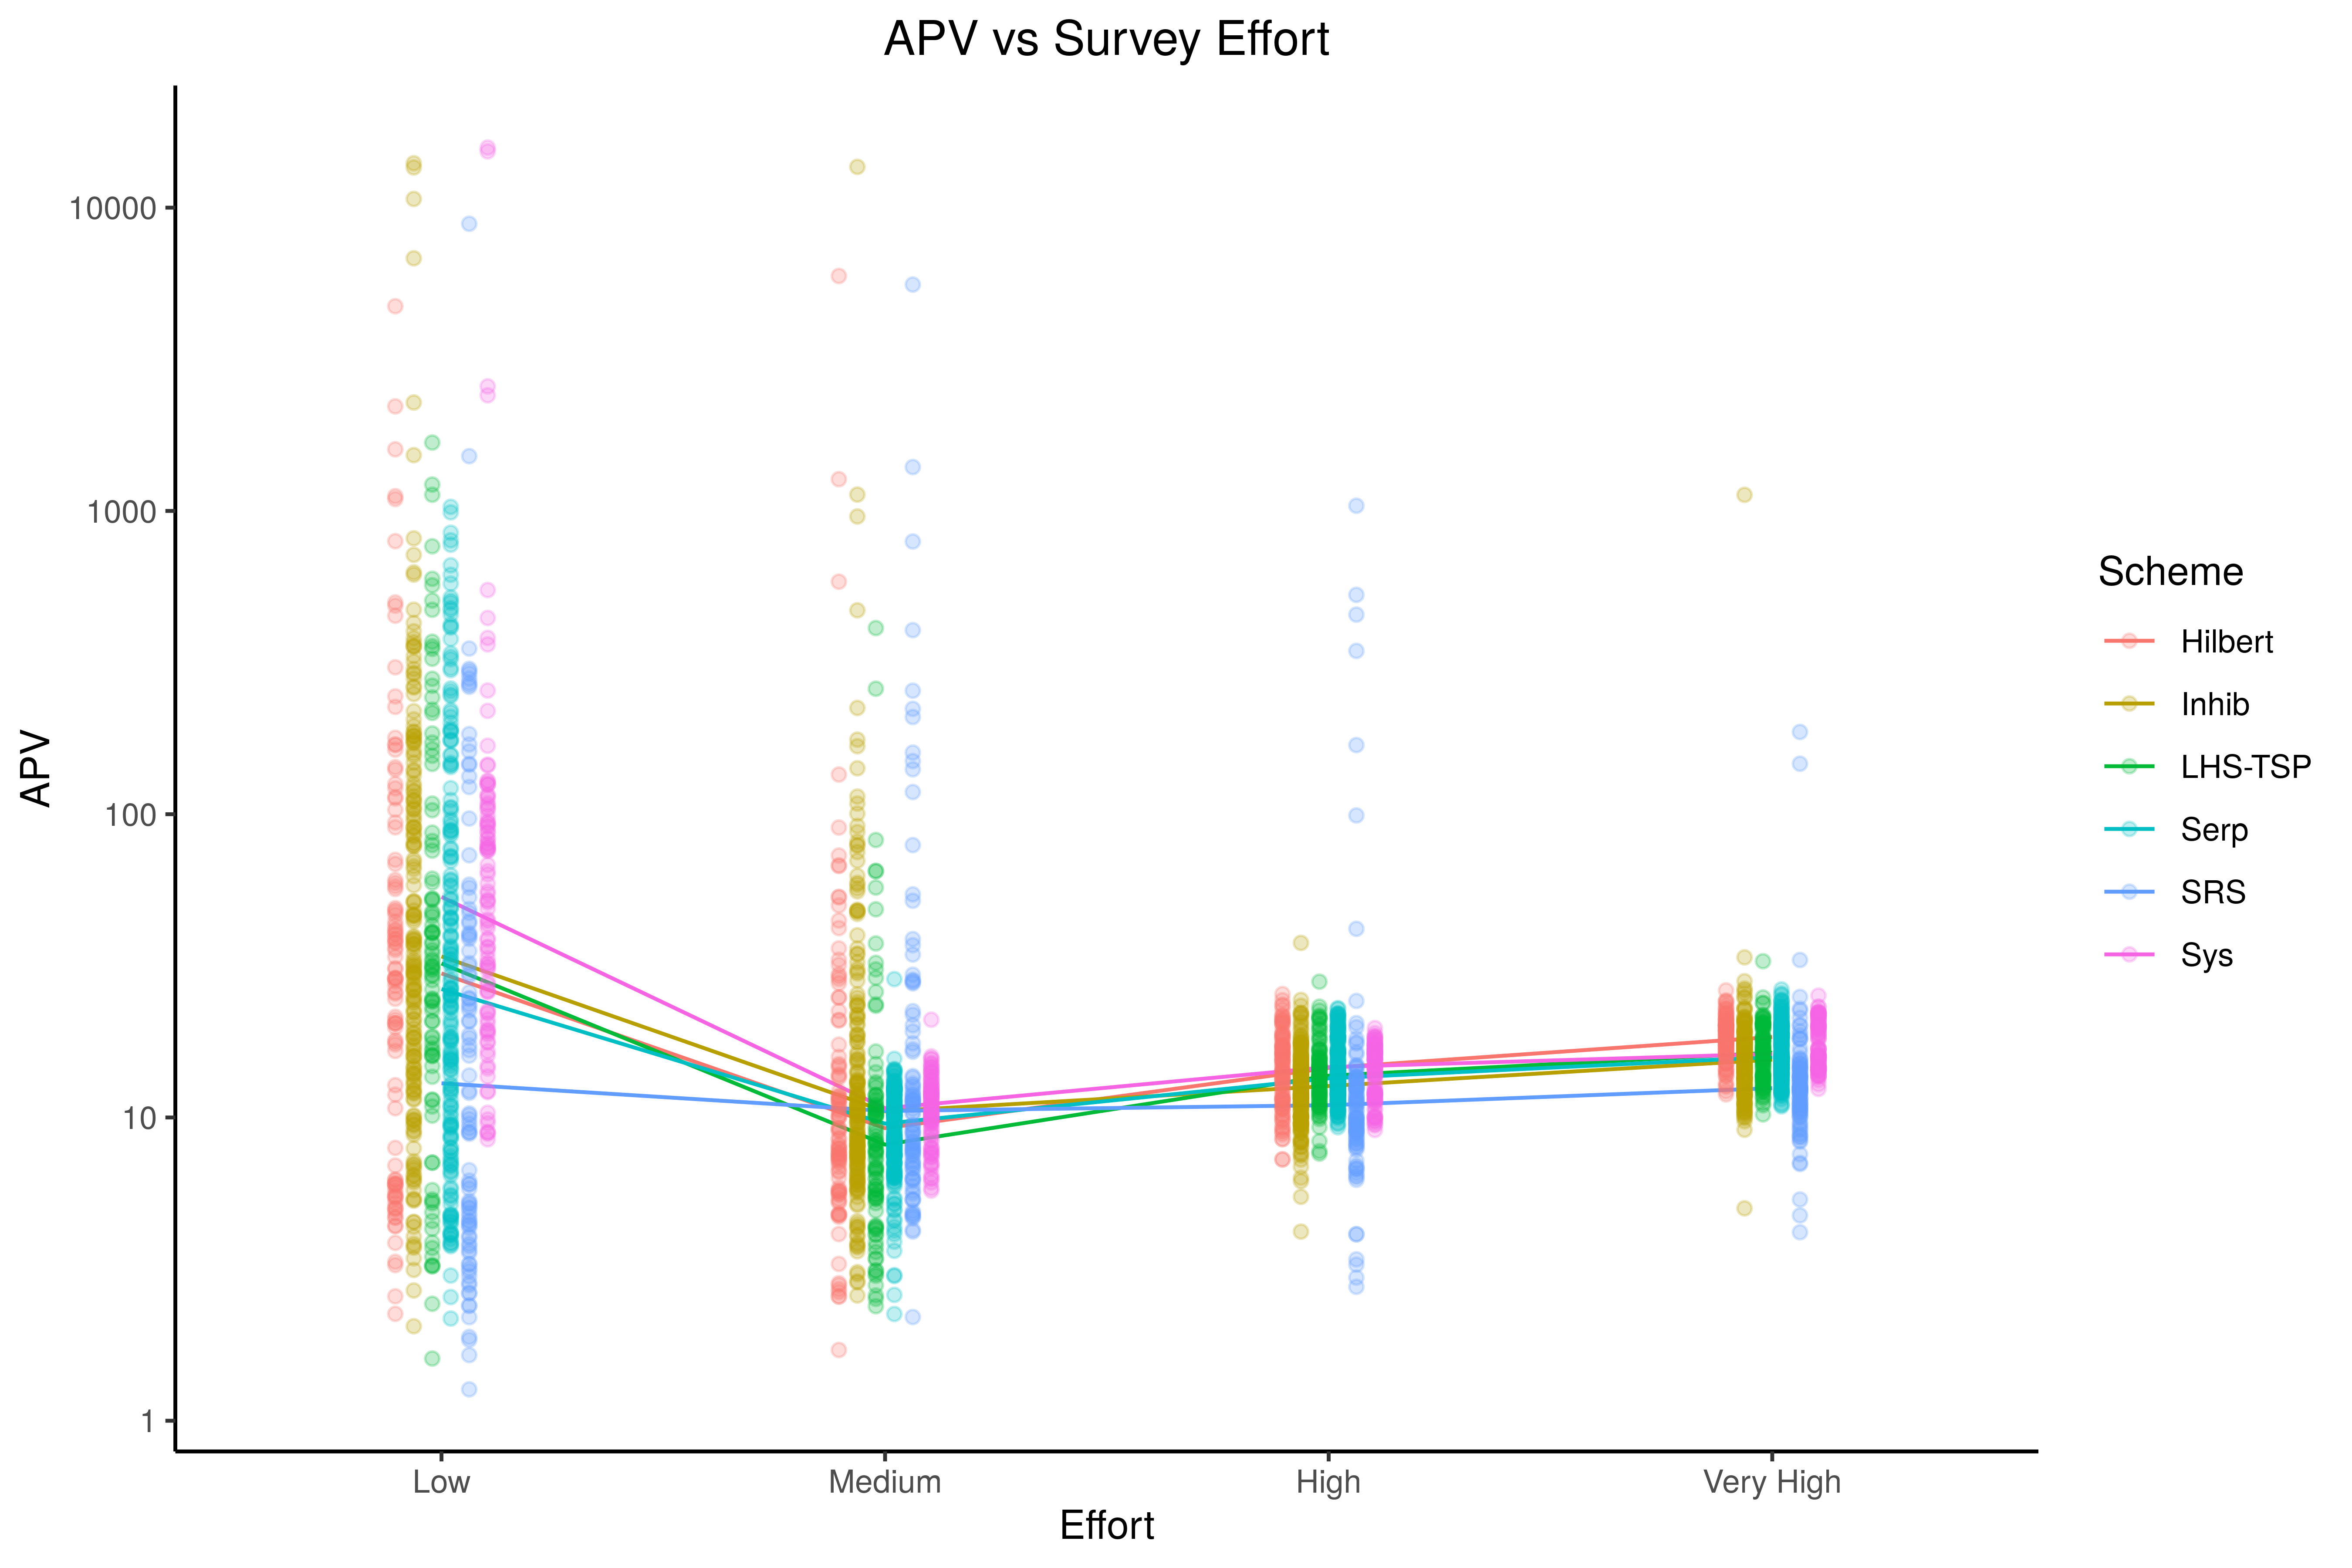 APV vs Survey Effort
APV
10000
1000
100
10
1
Low
Medium
High
Very High
Effort
Scheme
Hilbert
Inhib
LHS-TSP
Serp
SRS
Sys